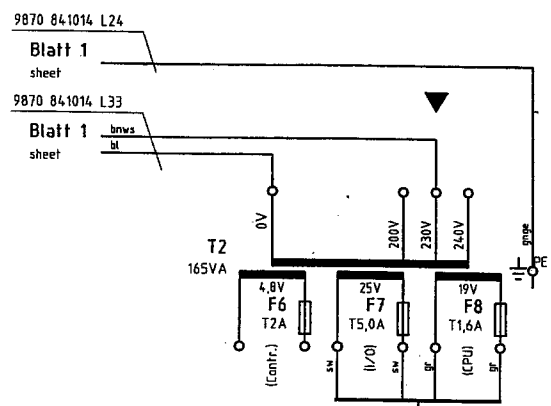 9870 841014 L24
Blatt 1
sheet
9870 841014 L33
Blatt 1 bnws
bl
sheet
0V
200V
230V
240V
gnge
T2
165VA
PE
4,8V
25V
19V
F6
F7
F8
T2A
T5,0A
T1,6A
(Contr.)
sw
(I/O)
sw
gr
(CPU)
gr